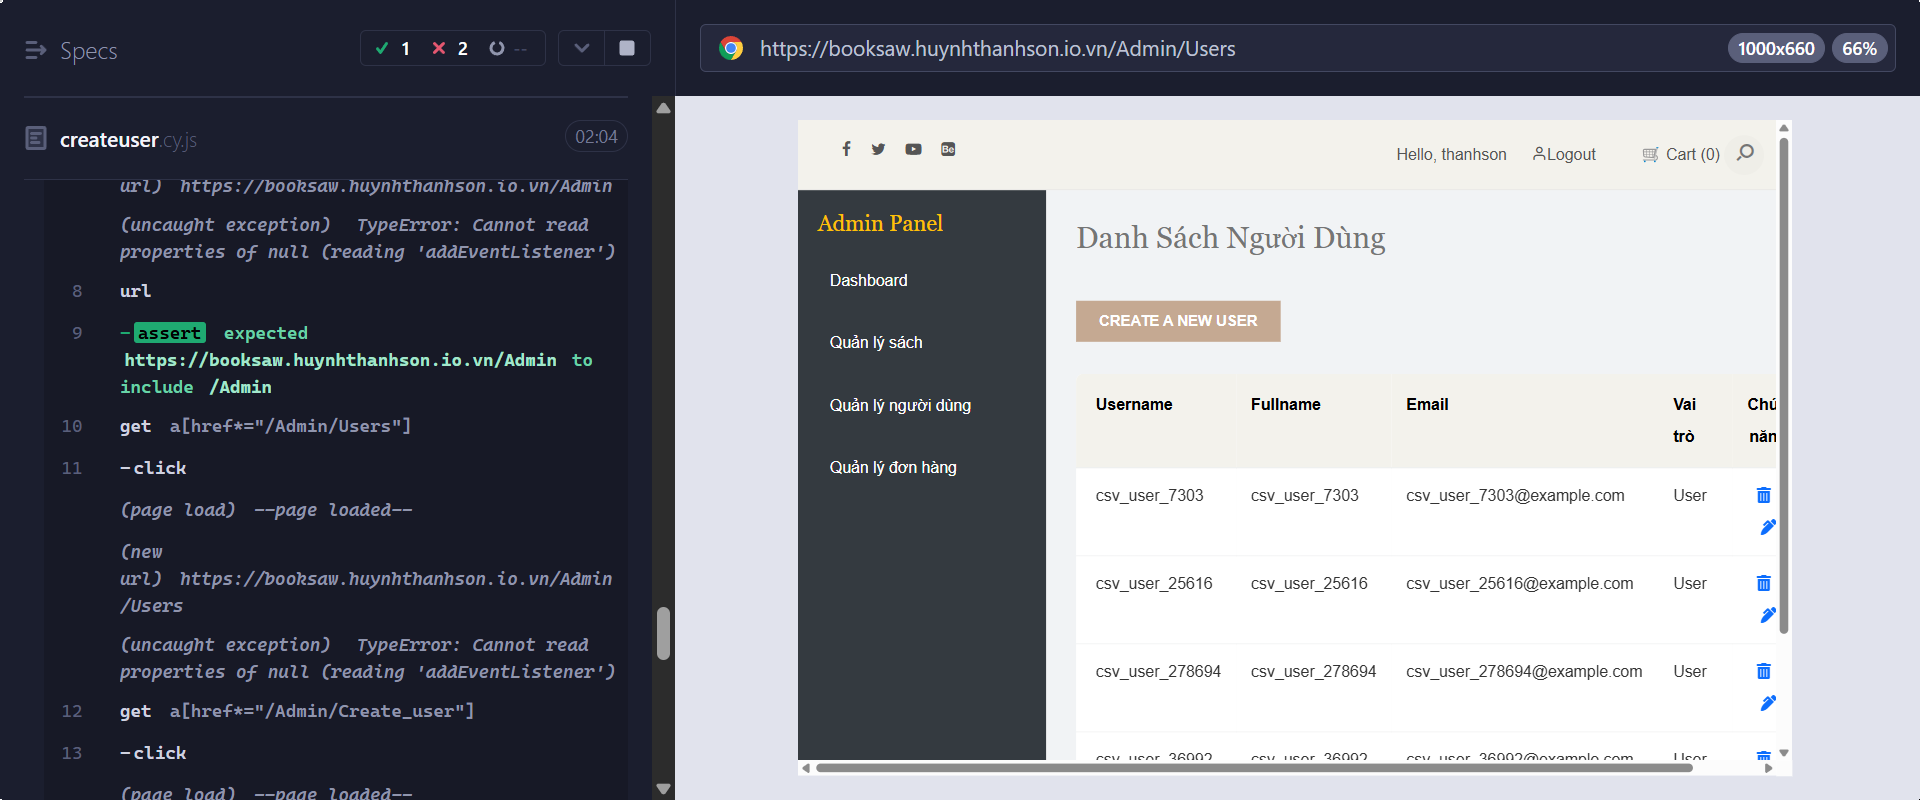 Specs
1
2
--
createuser.cy.js
02:04
url) https://booksaw.huynhthanhson.io.vn/Admin
(uncaught exception) TypeError: Cannot read
properties of null (reading 'addEventListener')
8 url
9 -assert expected
https://booksaw.huynhthanhson.io.vn/Admin to
include /Admin
10 get a[href*="/Admin/Users"]
11 -click
(page load) --page loaded--
(new
url) https://booksaw.huynhthanhson.io.vn/Admin
/Users
(uncaught exception) TypeError: Cannot read
properties of null (reading 'addEventListener')
12 get a[href*="/Admin/Create_user"]
13 -click
(page load) --page loaded--
https://booksaw.huynhthanhson.io.vn/Admin/Users
1000x660
66%
Hello, thanhson
Logout
Cart (0)
Admin Panel
Dashboard
Quản lý sách
Quản lý người dùng
Quản lý đơn hàng
Danh Sách Người Dùng
CREATE A NEW USER
Username Fullname Email Vai Chú
trò năn
csv_user_7303 csv_user_7303 csv_user_7303@example.com User
csv_user_25616 csv_user_25616 csv_user_25616@example.com User
csv_user_278694 csv_user_278694 csv_user_278694@example.com User
csv_user_36992 csv_user_36992 csv_user_36992@example.com User